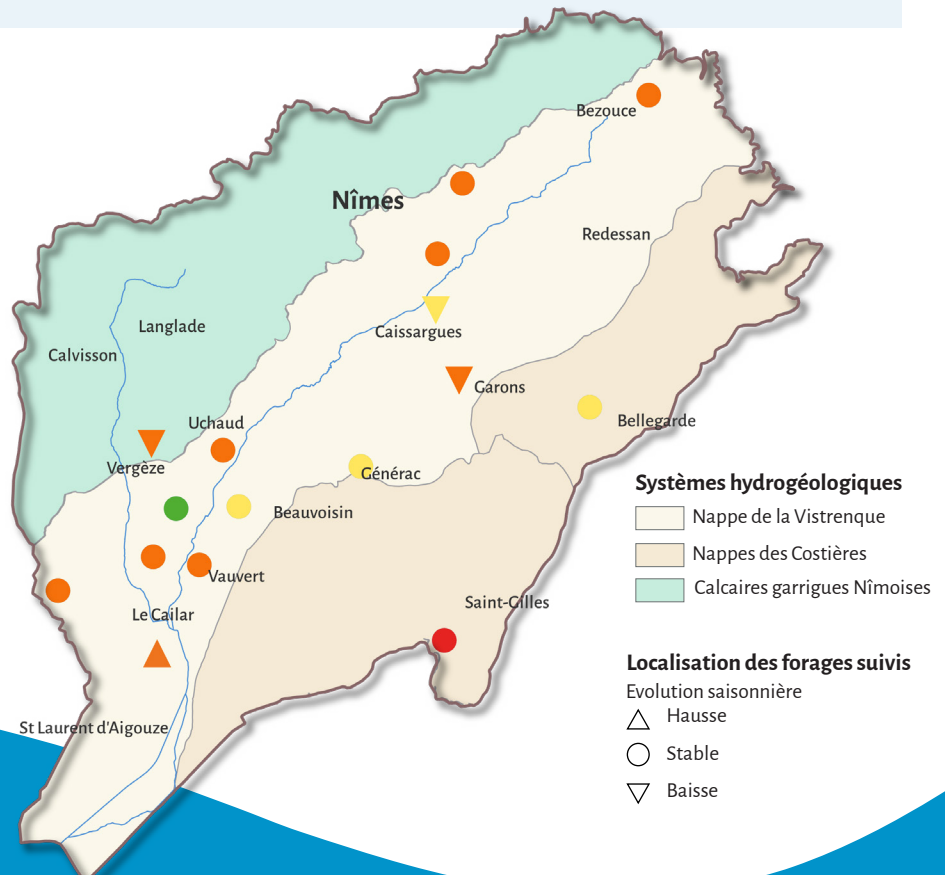 Bezouce
Nîmes
Redessan
Langlade
Caissargues
Calvisson
Garons
Uchaud
Bellegarde
Vergèze
Générac
Systèmes hydrogéologiques
Nappe de la Vistrenque
Beauvoisin
Nappes des Costières
Vauvert
Calcaires garrigues Nîmoises
Saint-Gilles
Le Cailar
Localisation des forages suivis
Evolution saisonnière
Hausse
St Laurent d'Aigouze
Stable
Baisse